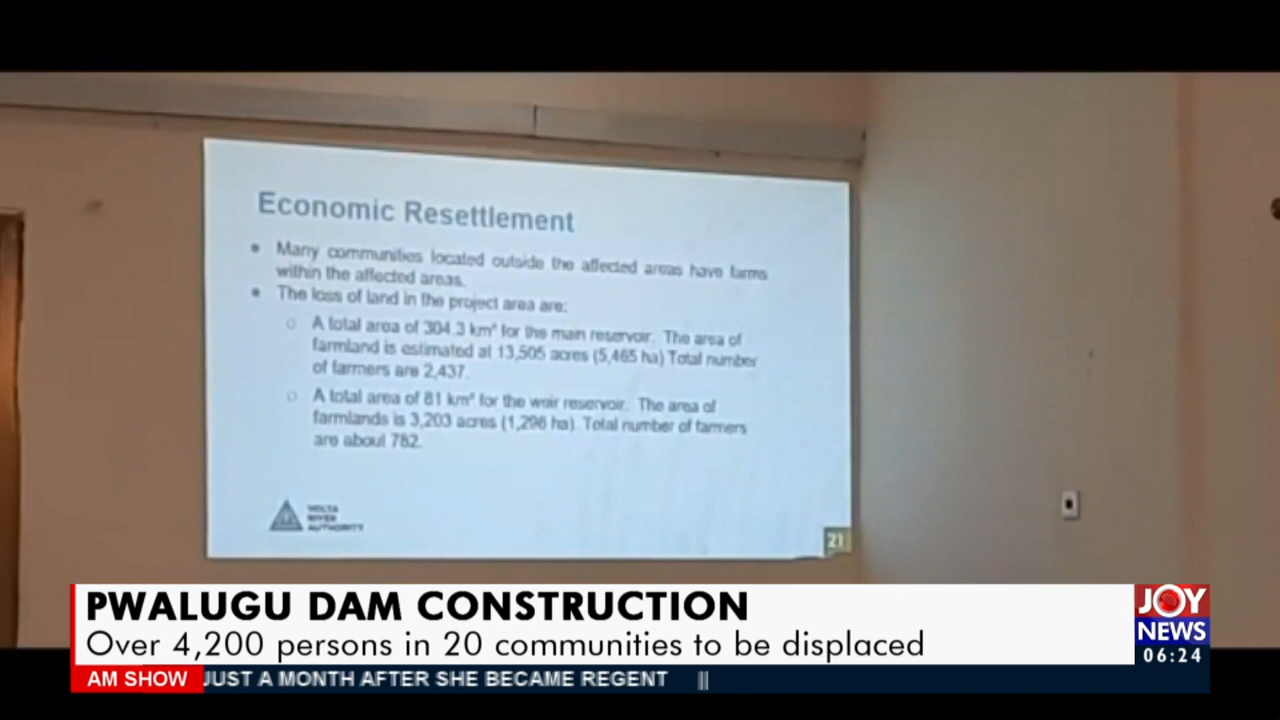 Economic Resettlement
• Many communities located outside the affected areas have farms
within the affected areas.
• The loss of land in the project area are:
○ A total area of 304.3 km² for the main reservoir. The area of
farmland is estimated at 13,505 acres (5,465 ha) Total number
of farmers are 2,437.
○ A total area of 81 km² for the weir reservoir. The area of
farmlands is 3,203 acres (1,296 ha). Total number of farmers
are about 782.
VOLTA
RIVER
AUTHORITY
21
PWALUGU DAM CONSTRUCTION
Over 4,200 persons in 20 communities to be displaced
JOY
NEWS
06:24
AM SHOW JUST A MONTH AFTER SHE BECAME REGENT